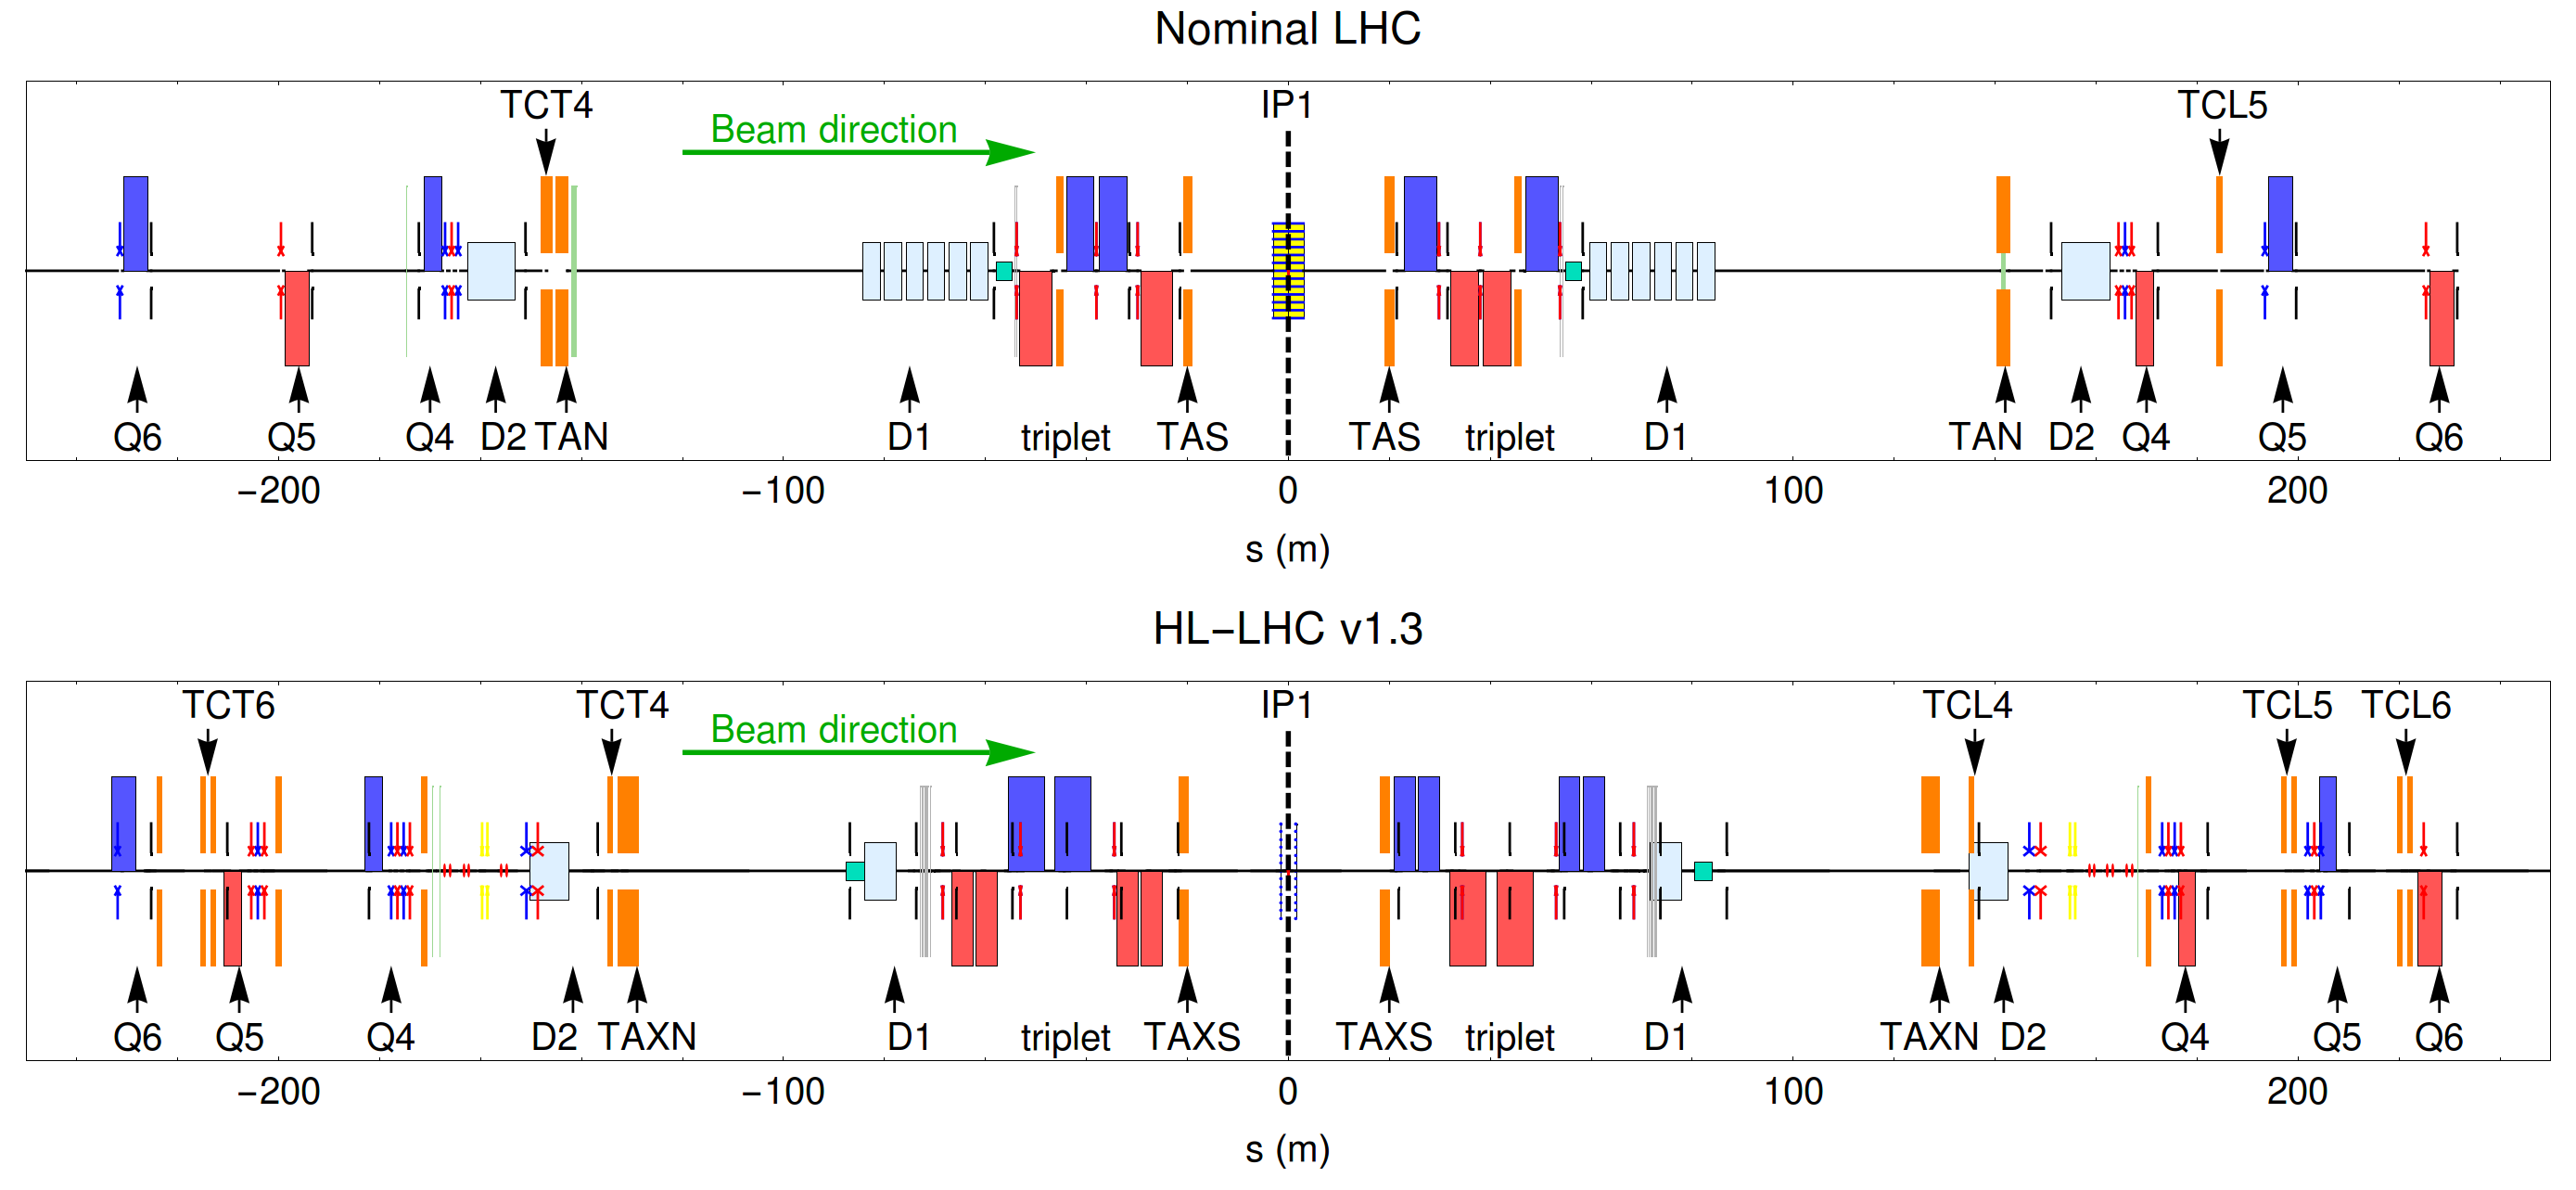 Nominal LHC
TCT4 IP1 TCL5
Beam direction
Q6 Q5 Q4 D2 TAN D1 triplet TAS TAS triplet D1 TAN D2 Q4 Q5 Q6
−200 −100 0 100 200
s (m)
HL−LHC v1.3
TCT6 TCT4 IP1 TCL4 TCL5 TCL6
Beam direction
Q6 Q5 Q4 D2 TAXN D1 triplet TAXS TAXS triplet D1 TAXN D2 Q4 Q5 Q6
−200 −100 0 100 200
s (m)